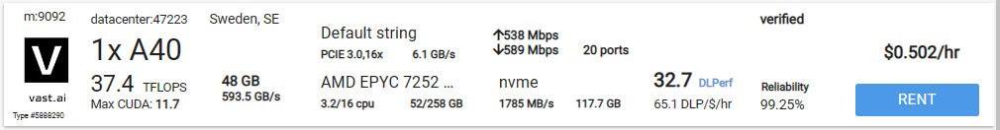 m:9092
datacenter:47223
Sweden, SE
verified
V
vast.ai
Type #5888290
1x A40
37.4 TFLOPS
Max CUDA: 11.7
48 GB
593.5 GB/s
Default string
PCIE 3.0,16x 6.1 GB/s
AMD EPYC 7252 ...
3.2/16 cpu 52/258 GB
↑538 Mbps
↓589 Mbps 20 ports
nvme
1785 MB/s 117.7 GB
32.7 DLPerf
65.1 DLP/$/hr
Reliability
99.25%
$0.502/hr
RENT